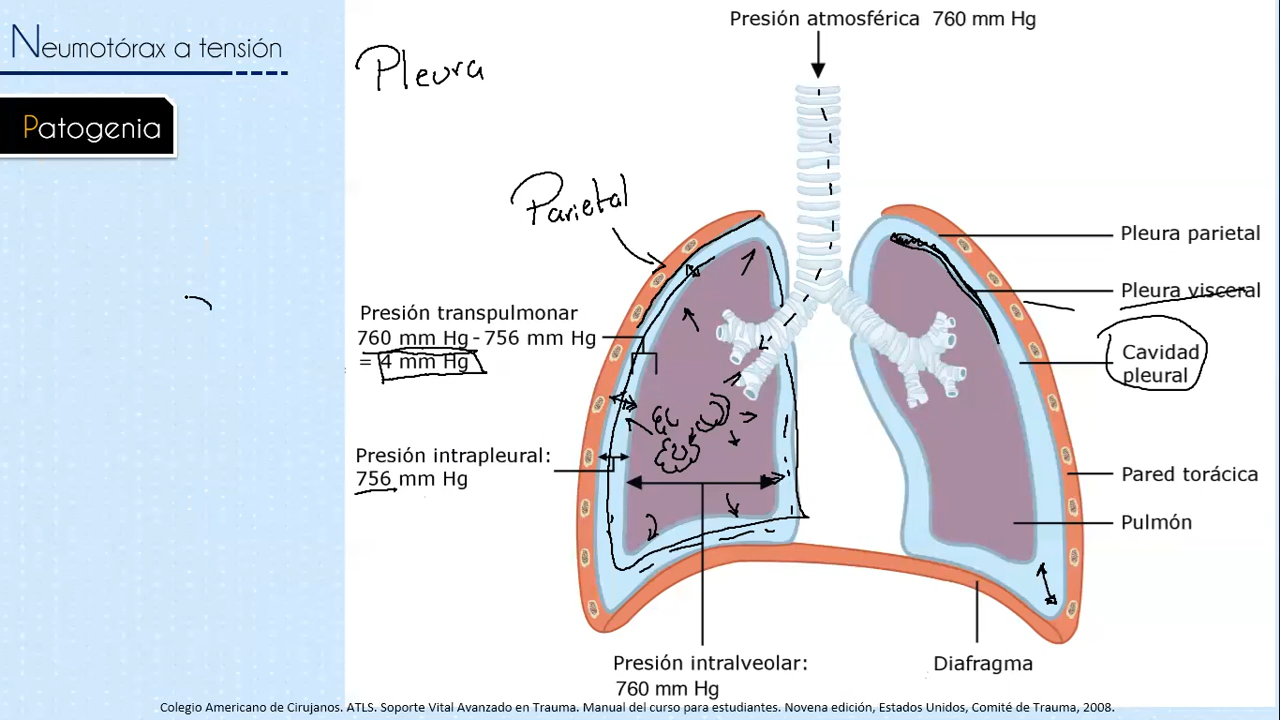 Neumotórax a tensión
Patogenia
Presión atmosférica 760 mm Hg
Pleura
Parietal
Pleura parietal
Pleura visceral
Cavidad
pleural
Presión transpulmonar
760 mm Hg - 756 mm Hg
= 4 mm Hg
Presión intrapleural:
756 mm Hg
Pared torácica
Pulmón
Presión intralveolar:
760 mm Hg
Diafragma
Colegio Americano de Cirujanos. ATLS. Soporte Vital Avanzado en Trauma. Manual del curso para estudiantes. Novena edición, Estados Unidos, Comité de Trauma, 2008.